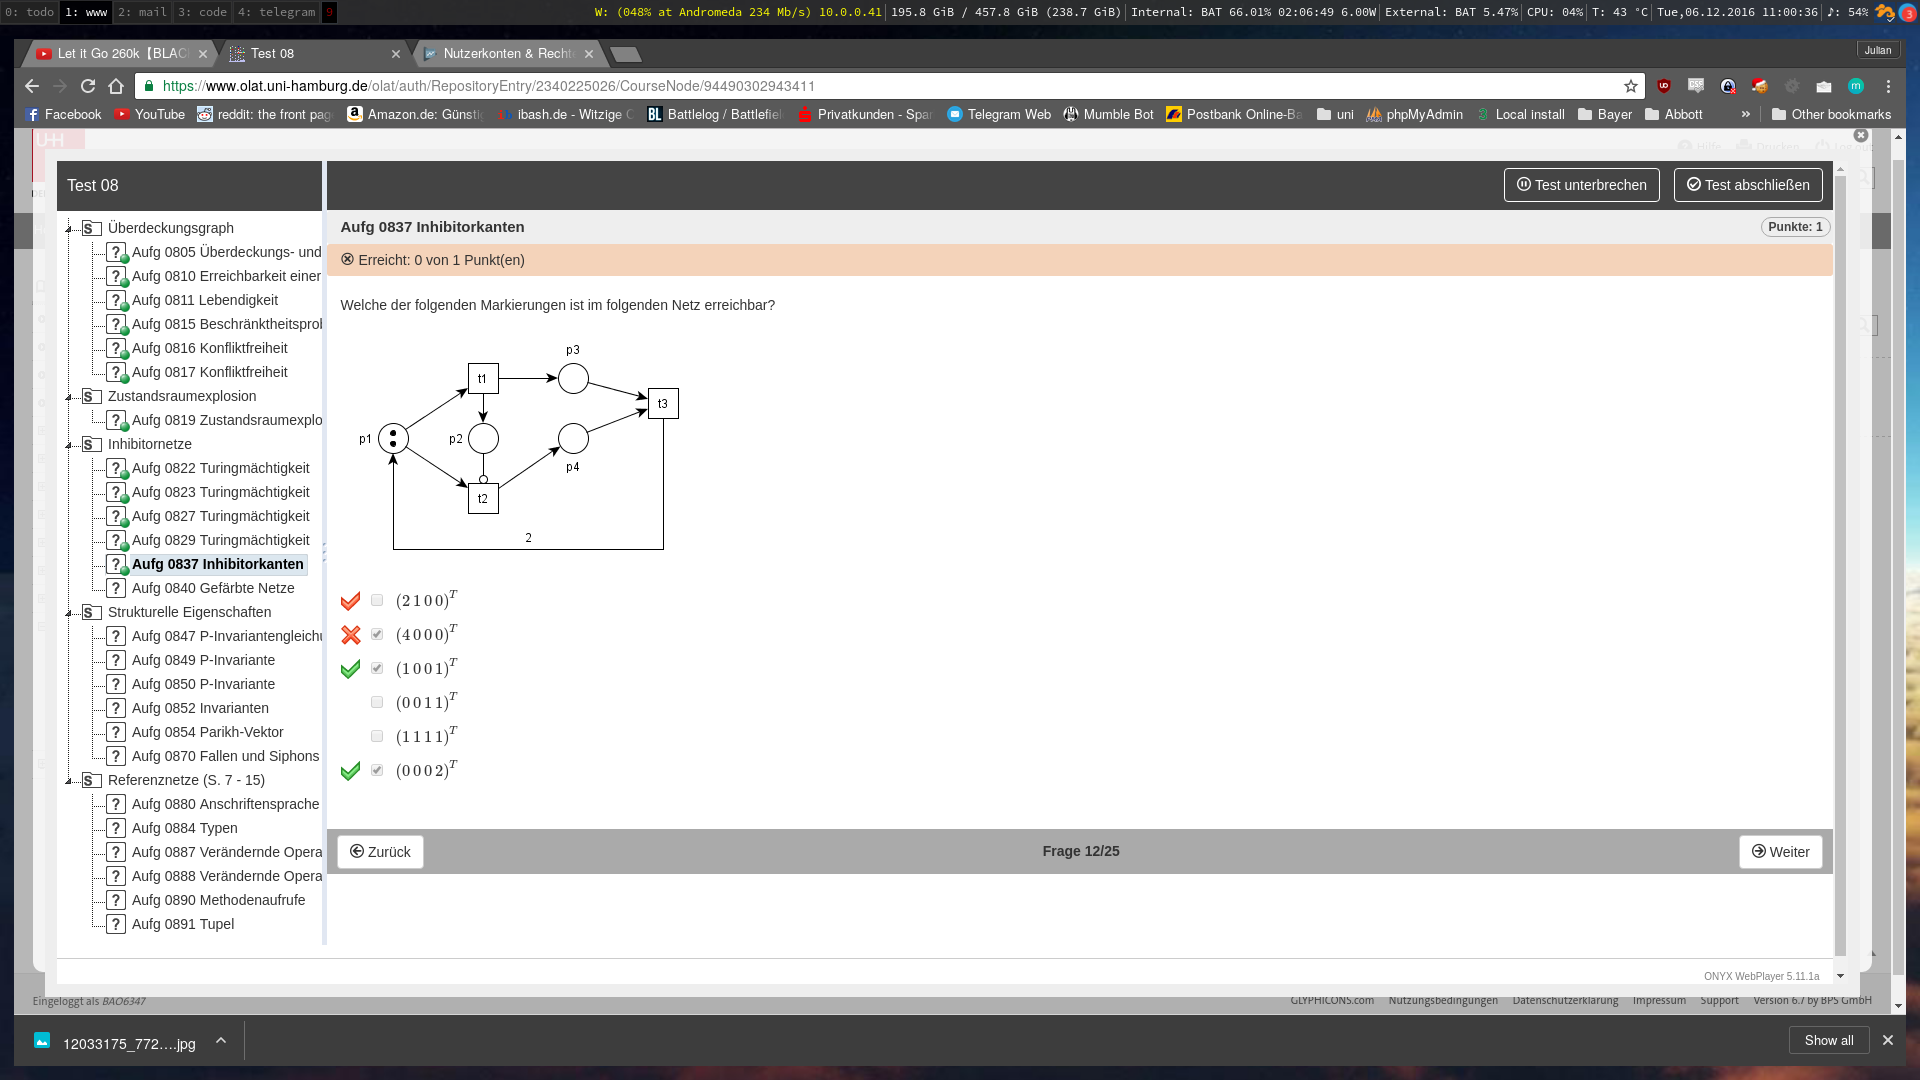 0: todo 1: www 2: mail 3: code 4: telegram 9
W: (048% at Andromeda 234 Mb/s) 10.0.0.41 195.8 GiB / 457.8 GiB (238.7 GiB) Internal: BAT 66.01% 02:06:49 6.00W External: BAT 5.47% CPU: 04% T: 43 °C Tue,06.12.2016 11:00:36 ♪: 54% 3
Let it Go 260k【BLAC
Test 08
Nutzerkonten & Recht
Julian
https://www.olat.uni-hamburg.de/olat/auth/RepositoryEntry/2340225026/CourseNode/94490302943411
Facebook YouTube reddit: the front pag Amazon.de: Günsti ibash.de - Witzige Battlelog / Battlefiel Privatkunden - Spar Telegram Web Mumble Bot Postbank Online-Ba uni phpMyAdmin Local install Bayer Abbott » Other bookmarks
Test 08
Test unterbrechen
Test abschließen
Überdeckungsgraph
Aufg 0805 Überdeckungs- und
Aufg 0810 Erreichbarkeit einer
Aufg 0811 Lebendigkeit
Aufg 0815 Beschränktheitsprob
Aufg 0816 Konfliktfreiheit
Aufg 0817 Konfliktfreiheit
Zustandsraumexplosion
Aufg 0819 Zustandsraumexplo
Inhibitornetze
Aufg 0822 Turingmächtigkeit
Aufg 0823 Turingmächtigkeit
Aufg 0827 Turingmächtigkeit
Aufg 0829 Turingmächtigkeit
Aufg 0837 Inhibitorkanten
Aufg 0840 Gefärbte Netze
Strukturelle Eigenschaften
Aufg 0847 P-Invariantengleichu
Aufg 0849 P-Invariante
Aufg 0850 P-Invariante
Aufg 0852 Invarianten
Aufg 0854 Parikh-Vektor
Aufg 0870 Fallen und Siphons
Referenznetze (S. 7 - 15)
Aufg 0880 Anschriftensprache
Aufg 0884 Typen
Aufg 0887 Verändernde Opera
Aufg 0888 Verändernde Opera
Aufg 0890 Methodenaufrufe
Aufg 0891 Tupel
Aufg 0837 Inhibitorkanten
Punkte: 1
Erreicht: 0 von 1 Punkt(en)
Welche der folgenden Markierungen ist im folgenden Netz erreichbar?
p3
t1
t3
p1
p2
p4
t2
2
(2 1 0 0)^T
(4 0 0 0)^T
(1 0 0 1)^T
(0 0 1 1)^T
(1 1 1 1)^T
(0 0 0 2)^T
Zurück
Frage 12/25
Weiter
ONYX WebPlayer 5.11.1a
Eingeloggt als BAO6347
GLYPHICONS.com Nutzungsbedingungen Datenschutzerklärung Impressum Support Version 6.7 by BPS GmbH
12033175_772....jpg
Show all